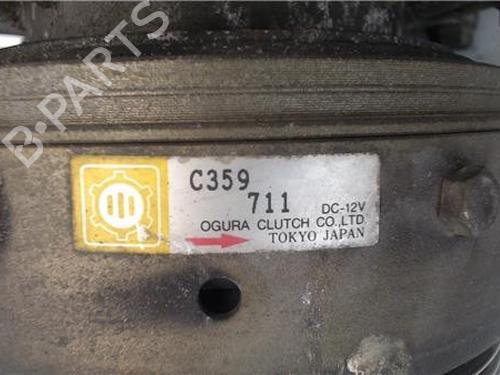 B-PARTS
C359
711 DC-12V
OGURA CLUTCH CO.,LTD
TOKYO JAPAN